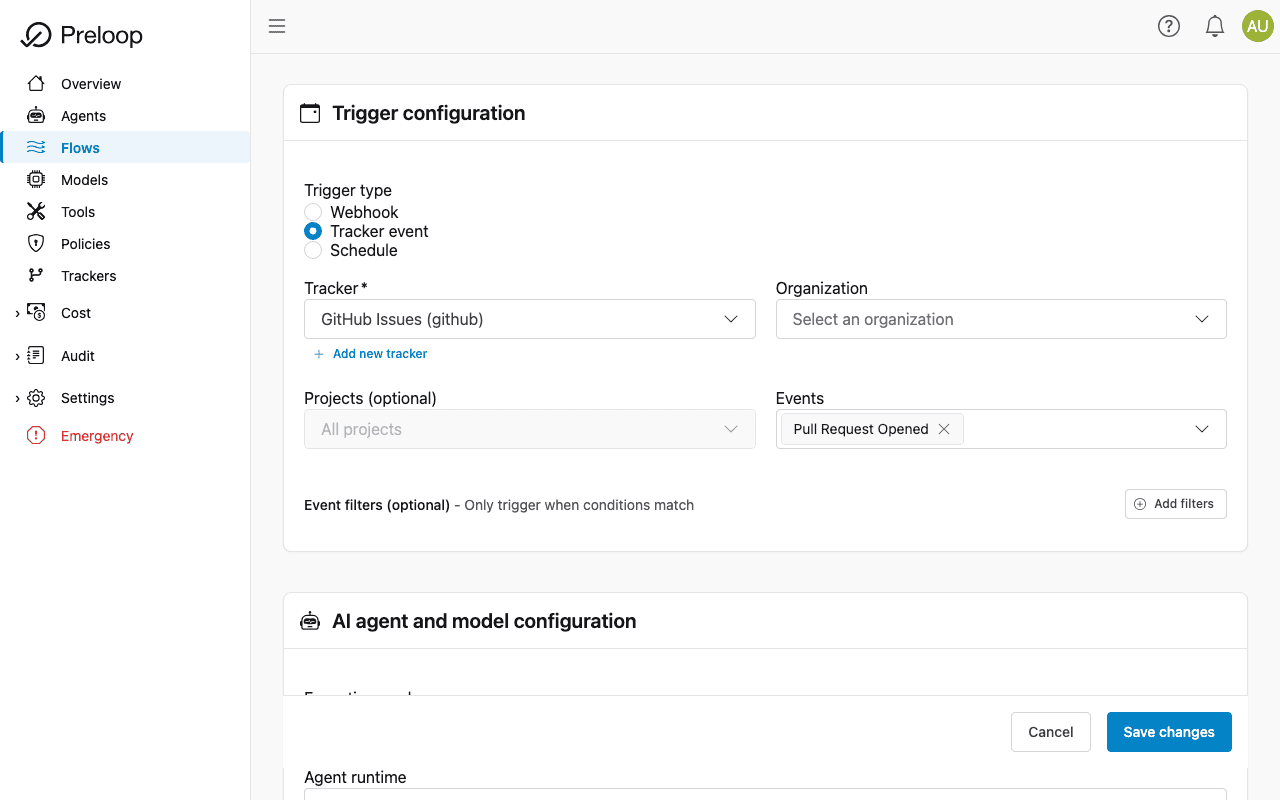 Preloop
AU
Overview
Agents
Flows
Models
Tools
Policies
Trackers
Cost
Audit
Settings
Emergency
Trigger configuration
Trigger type
Webhook
Tracker event
Schedule
Tracker *
GitHub Issues (github)
Add new tracker
Organization
Select an organization
Projects (optional)
All projects
Events
Pull Request Opened
Event filters (optional) - Only trigger when conditions match
Add filters
AI agent and model configuration
Cancel
Save changes
Agent runtime